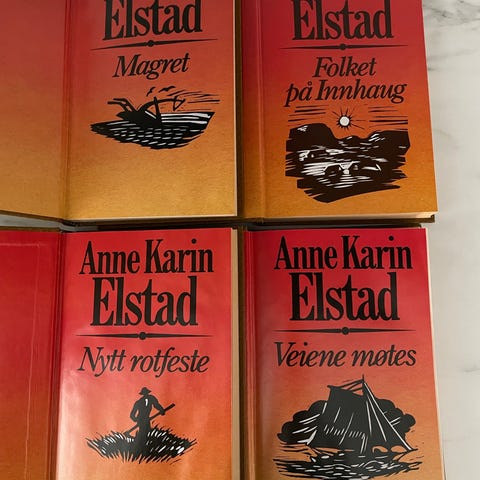 Elstad
Magret
Elstad
Folket
på Innhaug
Anne Karin
Elstad
Nytt rotfeste
Anne Karin
Elstad
Veiene møtes